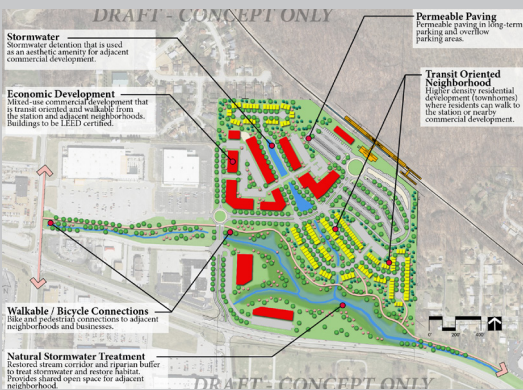 DRAFT - CONCEPT ONLY
Permeable Paving
Permeable paving in long-term
parking and overflow
parking areas.
Stormwater
Stormwater detention that is used
as an aesthetic amenity for adjacent
commercial development.
Transit Oriented
Neighborhood
Higher density residential
development (townhomes)
where residents can walk to
the station or nearby
commercial development.
Economic Development
Mixed-use commercial development that
is transit oriented and walkable from
the station and adjacent neighborhoods.
Buildings to be LEED certified.
Walkable / Bicycle Connections
Bike and pedestrian connections to adjacent
neighborhoods and businesses.
Natural Stormwater Treatment
Restored stream corridor and riparian buffer
to treat stormwater and restore habitat.
Provides shared open space for adjacent
neighborhood.
0 200 400
DRAFT - CONCEPT ONLY